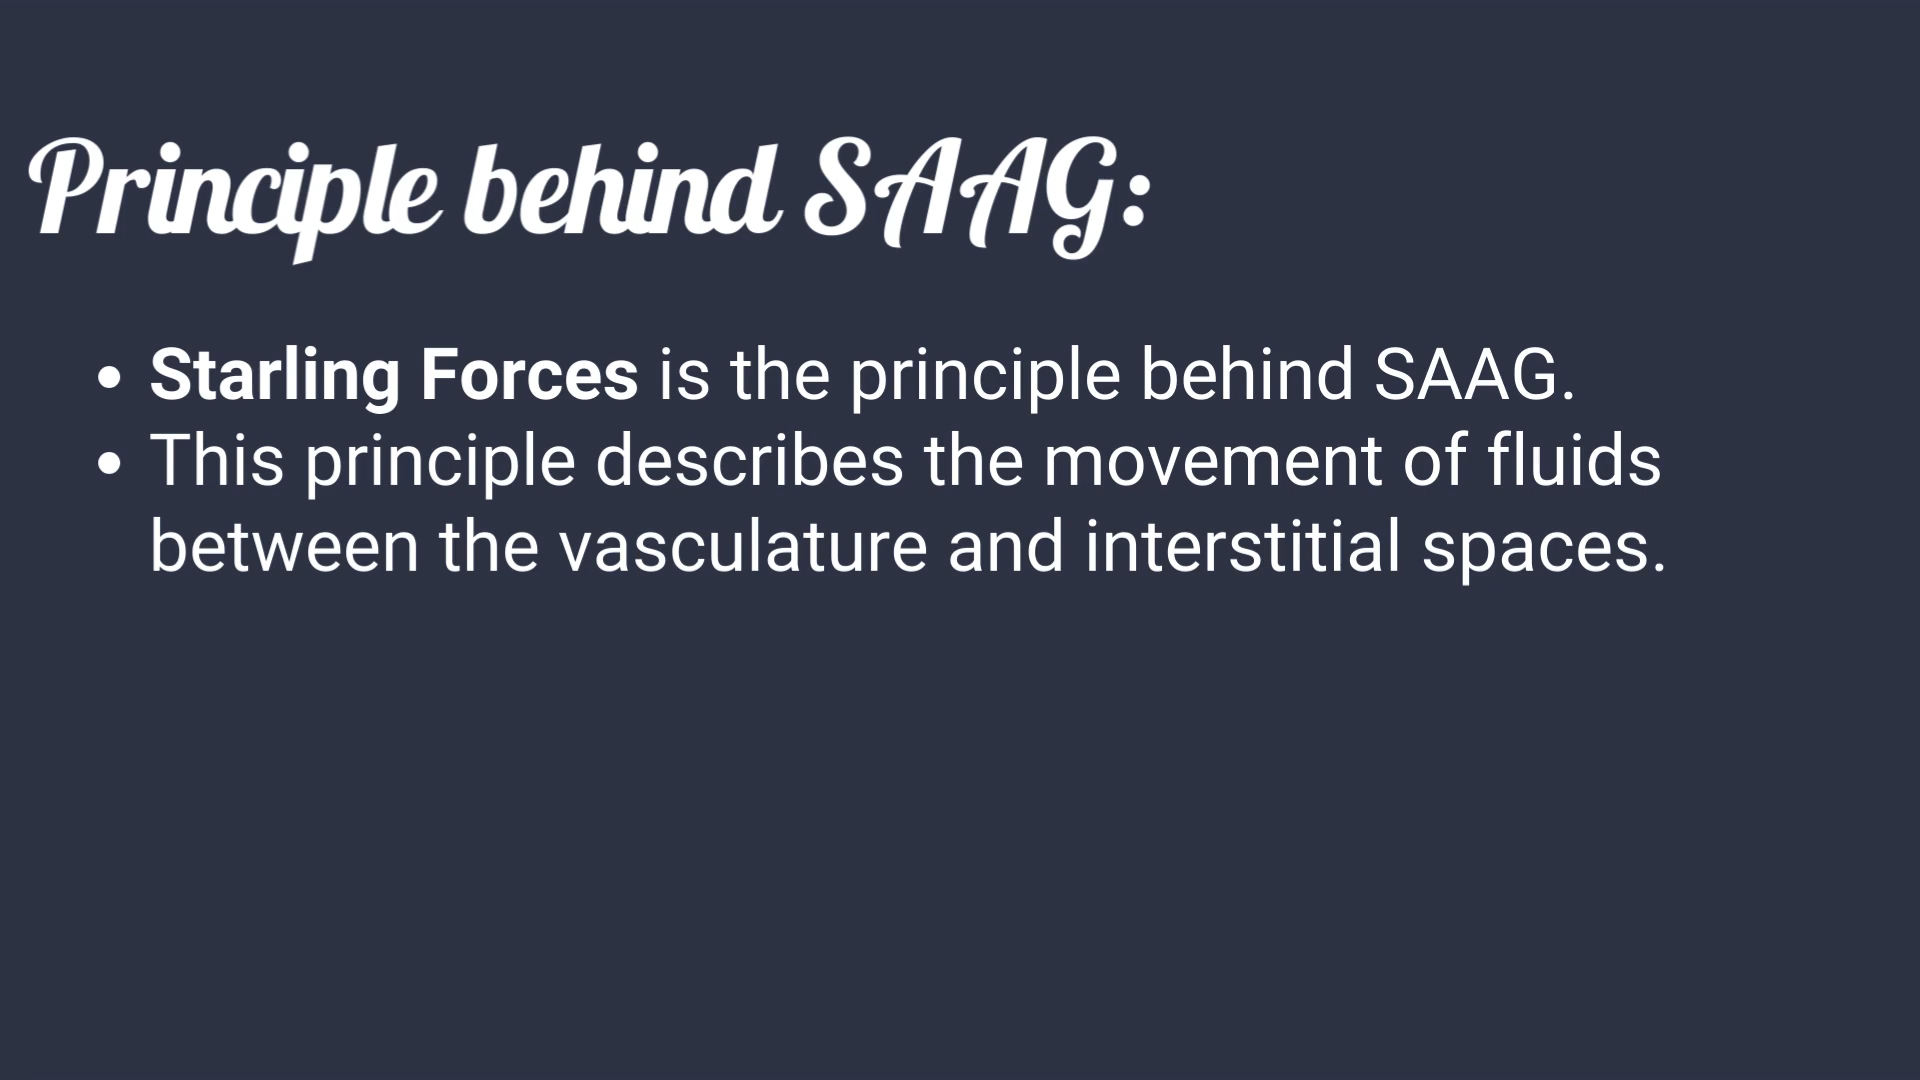 Principle behind SAAG:
• Starling Forces is the principle behind SAAG.
• This principle describes the movement of fluids
between the vasculature and interstitial spaces.